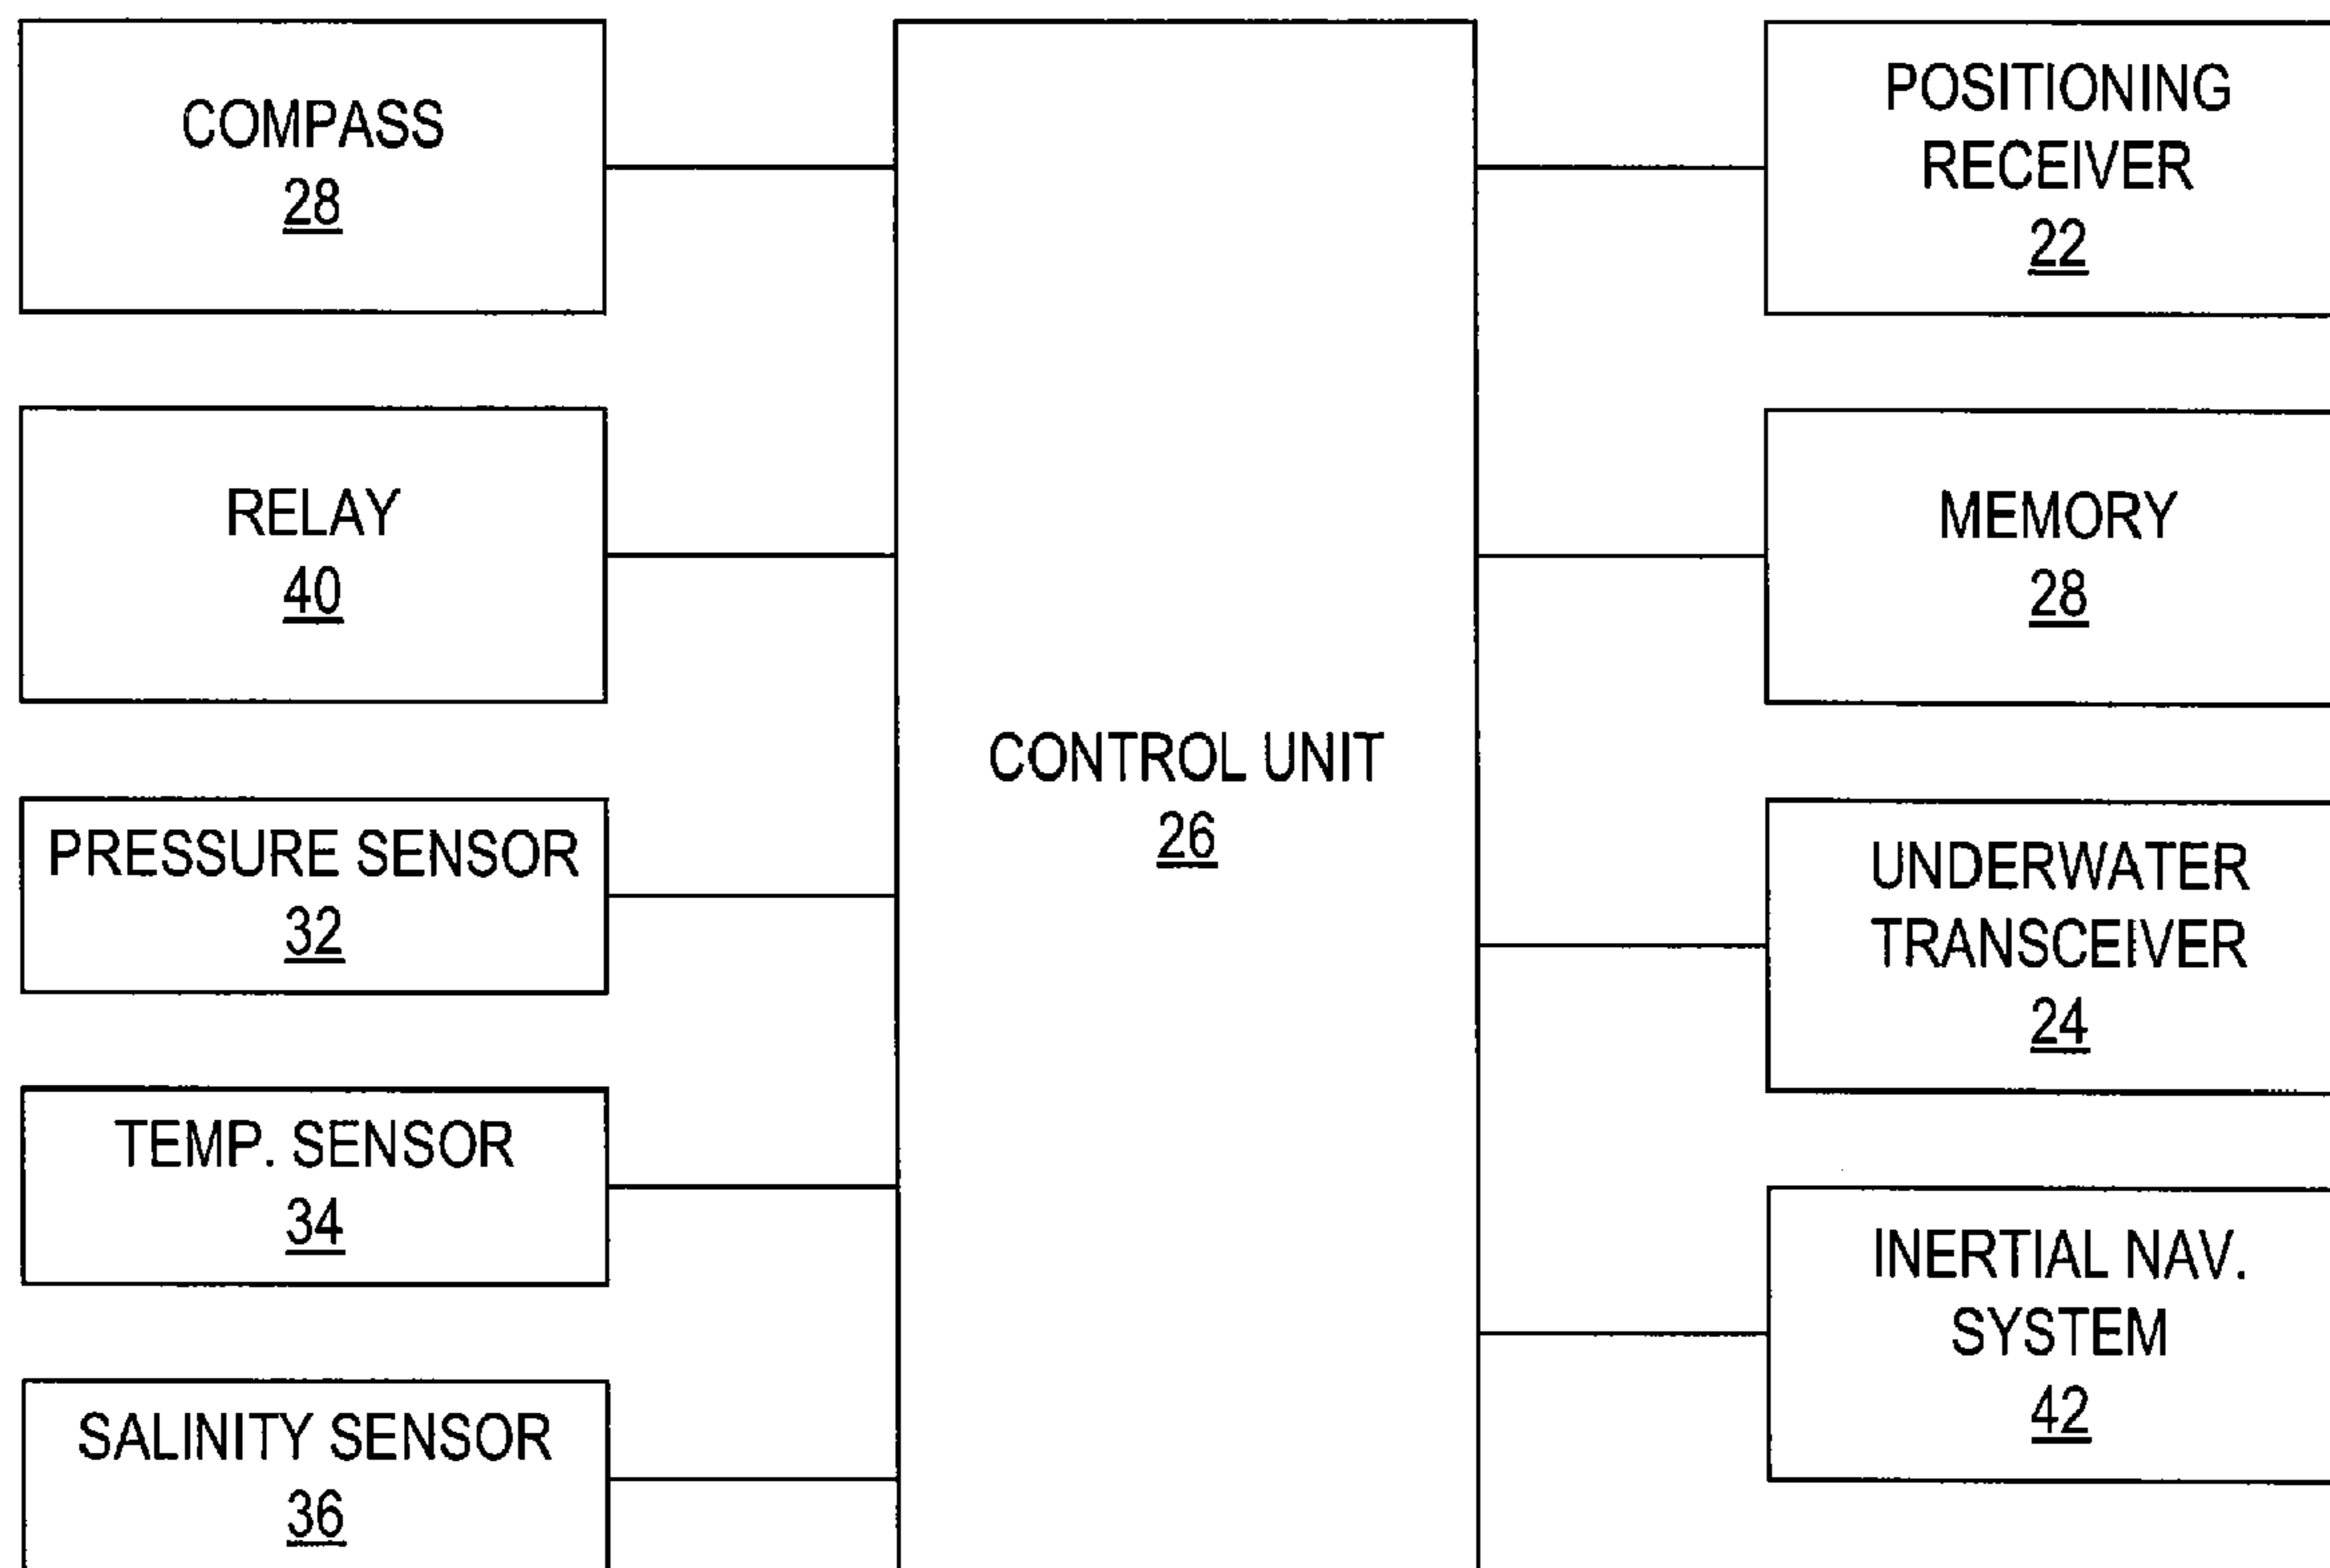 COMPASS
28
RELAY
40
PRESSURE SENSOR
32
TEMP. SENSOR
34
SALINITY SENSOR
36
CONTROL UNIT
26
POSITIONING
RECEIVER
22
MEMORY
28
UNDERWATER
TRANSCEIVER
24
INERTIAL NAV.
SYSTEM
42